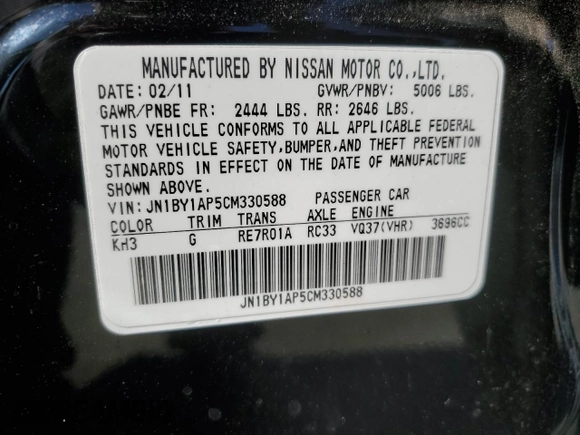 MANUFACTURED BY NISSAN MOTOR CO.,LTD.
DATE: 02/11 GVWR/PNBV: 5006 LBS.
GAWR/PNBE FR: 2444 LBS. RR: 2646 LBS.
THIS VEHICLE CONFORMS TO ALL APPLICABLE FEDERAL
MOTOR VEHICLE SAFETY,BUMPER,AND THEFT PREVENTION
STANDARDS IN EFFECT ON THE DATE OF MANUFACTURE
SHOWN ABOVE.
VIN: JN1BY1AP5CM330588 PASSENGER CAR
COLOR TRIM TRANS AXLE ENGINE
KH3 G RE7R01A RC33 VQ37(VHR) 3696CC
JN1BY1AP5CM330588